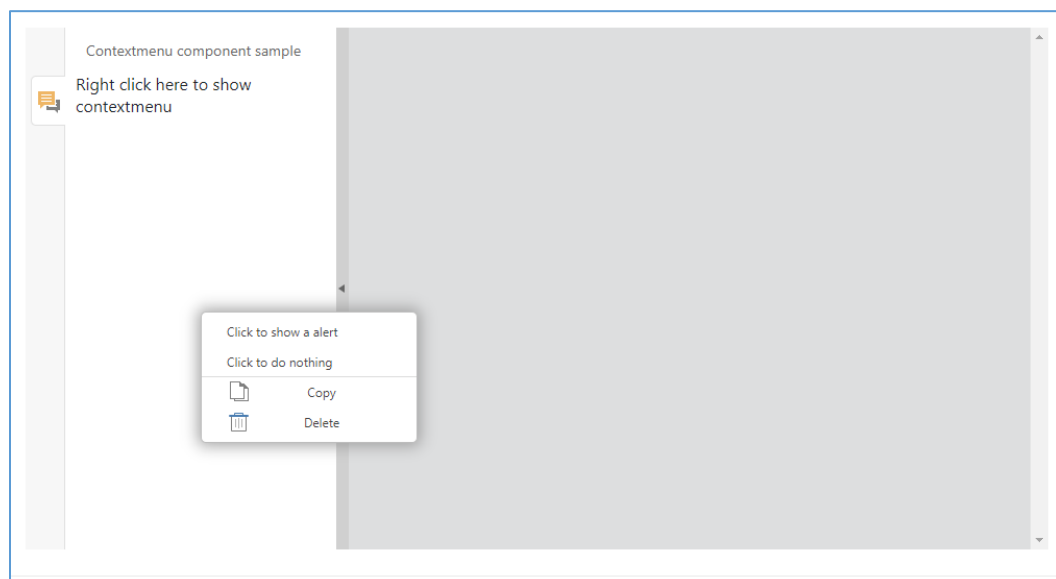 Contextmenu component sample
Right click here to show
contextmenu
Click to show a alert
Click to do nothing
Copy
Delete